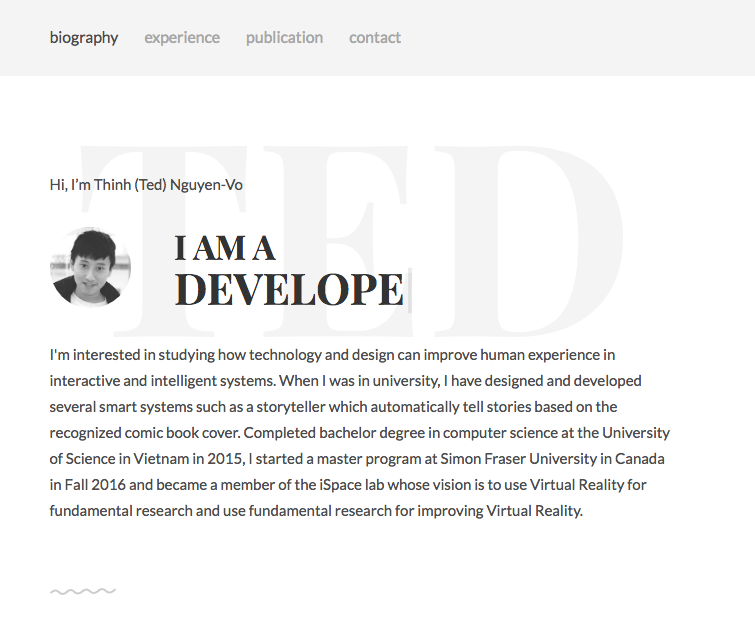 biography experience publication contact
TED
Hi, I’m Thinh (Ted) Nguyen-Vo
I AM A
DEVELOPE
I'm interested in studying how technology and design can improve human experience in
interactive and intelligent systems. When I was in university, I have designed and developed
several smart systems such as a storyteller which automatically tell stories based on the
recognized comic book cover. Completed bachelor degree in computer science at the University
of Science in Vietnam in 2015, I started a master program at Simon Fraser University in Canada
in Fall 2016 and became a member of the iSpace lab whose vision is to use Virtual Reality for
fundamental research and use fundamental research for improving Virtual Reality.